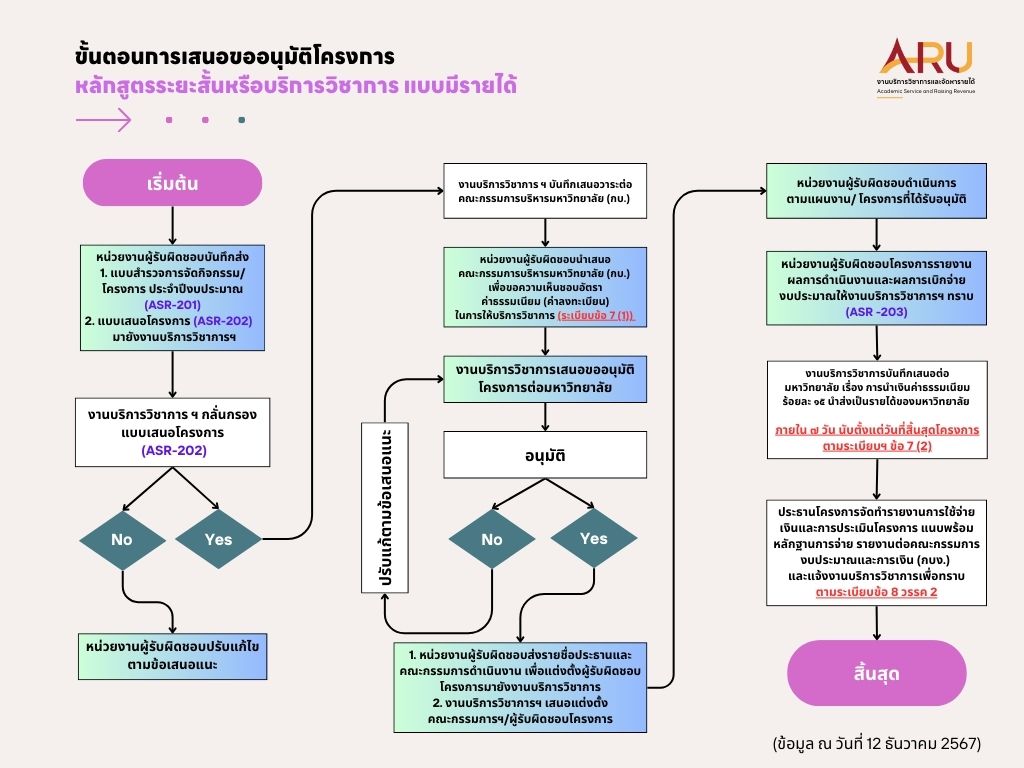 ขั้นตอนการเสนอขออนุมัติโครงการ
หลักสูตรระยะสั้นหรือบริการวิชาการ แบบมีรายได้
ARU
งานบริการวิชาการและจัดหารายได้
Academic Service and Raising Revenue
เริ่มต้น
หน่วยงานผู้รับผิดชอบบันทึกส่ง
1. แบบสำรวจการจัดกิจกรรม/
โครงการ ประจำปีงบประมาณ
(ASR-201)
2. แบบเสนอโครงการ (ASR-202)
มายังงานบริการวิชาการฯ
งานบริการวิชาการ ฯ กลั่นกรอง
แบบเสนอโครงการ
(ASR-202)
No
Yes
หน่วยงานผู้รับผิดชอบปรับแก้ไข
ตามข้อเสนอแนะ
งานบริการวิชาการ ฯ บันทึกเสนอวาระต่อ
คณะกรรมการบริหารมหาวิทยาลัย (กบ.)
หน่วยงานผู้รับผิดชอบนำเสนอ
คณะกรรมการบริหารมหาวิทยาลัย (กบ.)
เพื่อขอความเห็นชอบอัตรา
ค่าธรรมเนียม (ค่าลงทะเบียน)
ในการให้บริการวิชาการ (ระเบียบข้อ 7 (1))
งานบริการวิชาการเสนอขออนุมัติ
โครงการต่อมหาวิทยาลัย
อนุมัติ
ปรับแก้ตามข้อเสนอแนะ
No
Yes
1. หน่วยงานผู้รับผิดชอบส่งรายชื่อประธานและ
คณะกรรมการดำเนินงาน เพื่อแต่งตั้งผู้รับผิดชอบ
โครงการมายังงานบริการวิชาการ
2. งานบริการวิชาการฯ เสนอแต่งตั้ง
คณะกรรมการฯ/ผู้รับผิดชอบโครงการ
หน่วยงานผู้รับผิดชอบดำเนินการ
ตามแผนงาน/ โครงการที่ได้รับอนุมัติ
หน่วยงานผู้รับผิดชอบโครงการรายงาน
ผลการดำเนินงานและผลการเบิกจ่าย
งบประมาณให้งานบริการวิชาการฯ ทราบ
(ASR -203)
งานบริการวิชาการบันทึกเสนอต่อ
มหาวิทยาลัย เรื่อง การนำเงินค่าธรรมเนียม
ร้อยละ ๑๕ นำส่งเป็นรายได้ของมหาวิทยาลัย
ภายใน ๗ วัน นับตั้งแต่วันที่สิ้นสุดโครงการ
ตามระเบียบฯ ข้อ 7 (2)
ประธานโครงการจัดทำรายงานการใช้จ่าย
เงินและการประเมินโครงการ แนบพร้อม
หลักฐานการจ่าย รายงานต่อคณะกรรมการ
งบประมาณและการเงิน (กบง.)
และแจ้งงานบริการวิชาการเพื่อทราบ
ตามระเบียบข้อ 8 วรรค 2
สิ้นสุด
(ข้อมูล ณ วันที่ 12 ธันวาคม 2567)